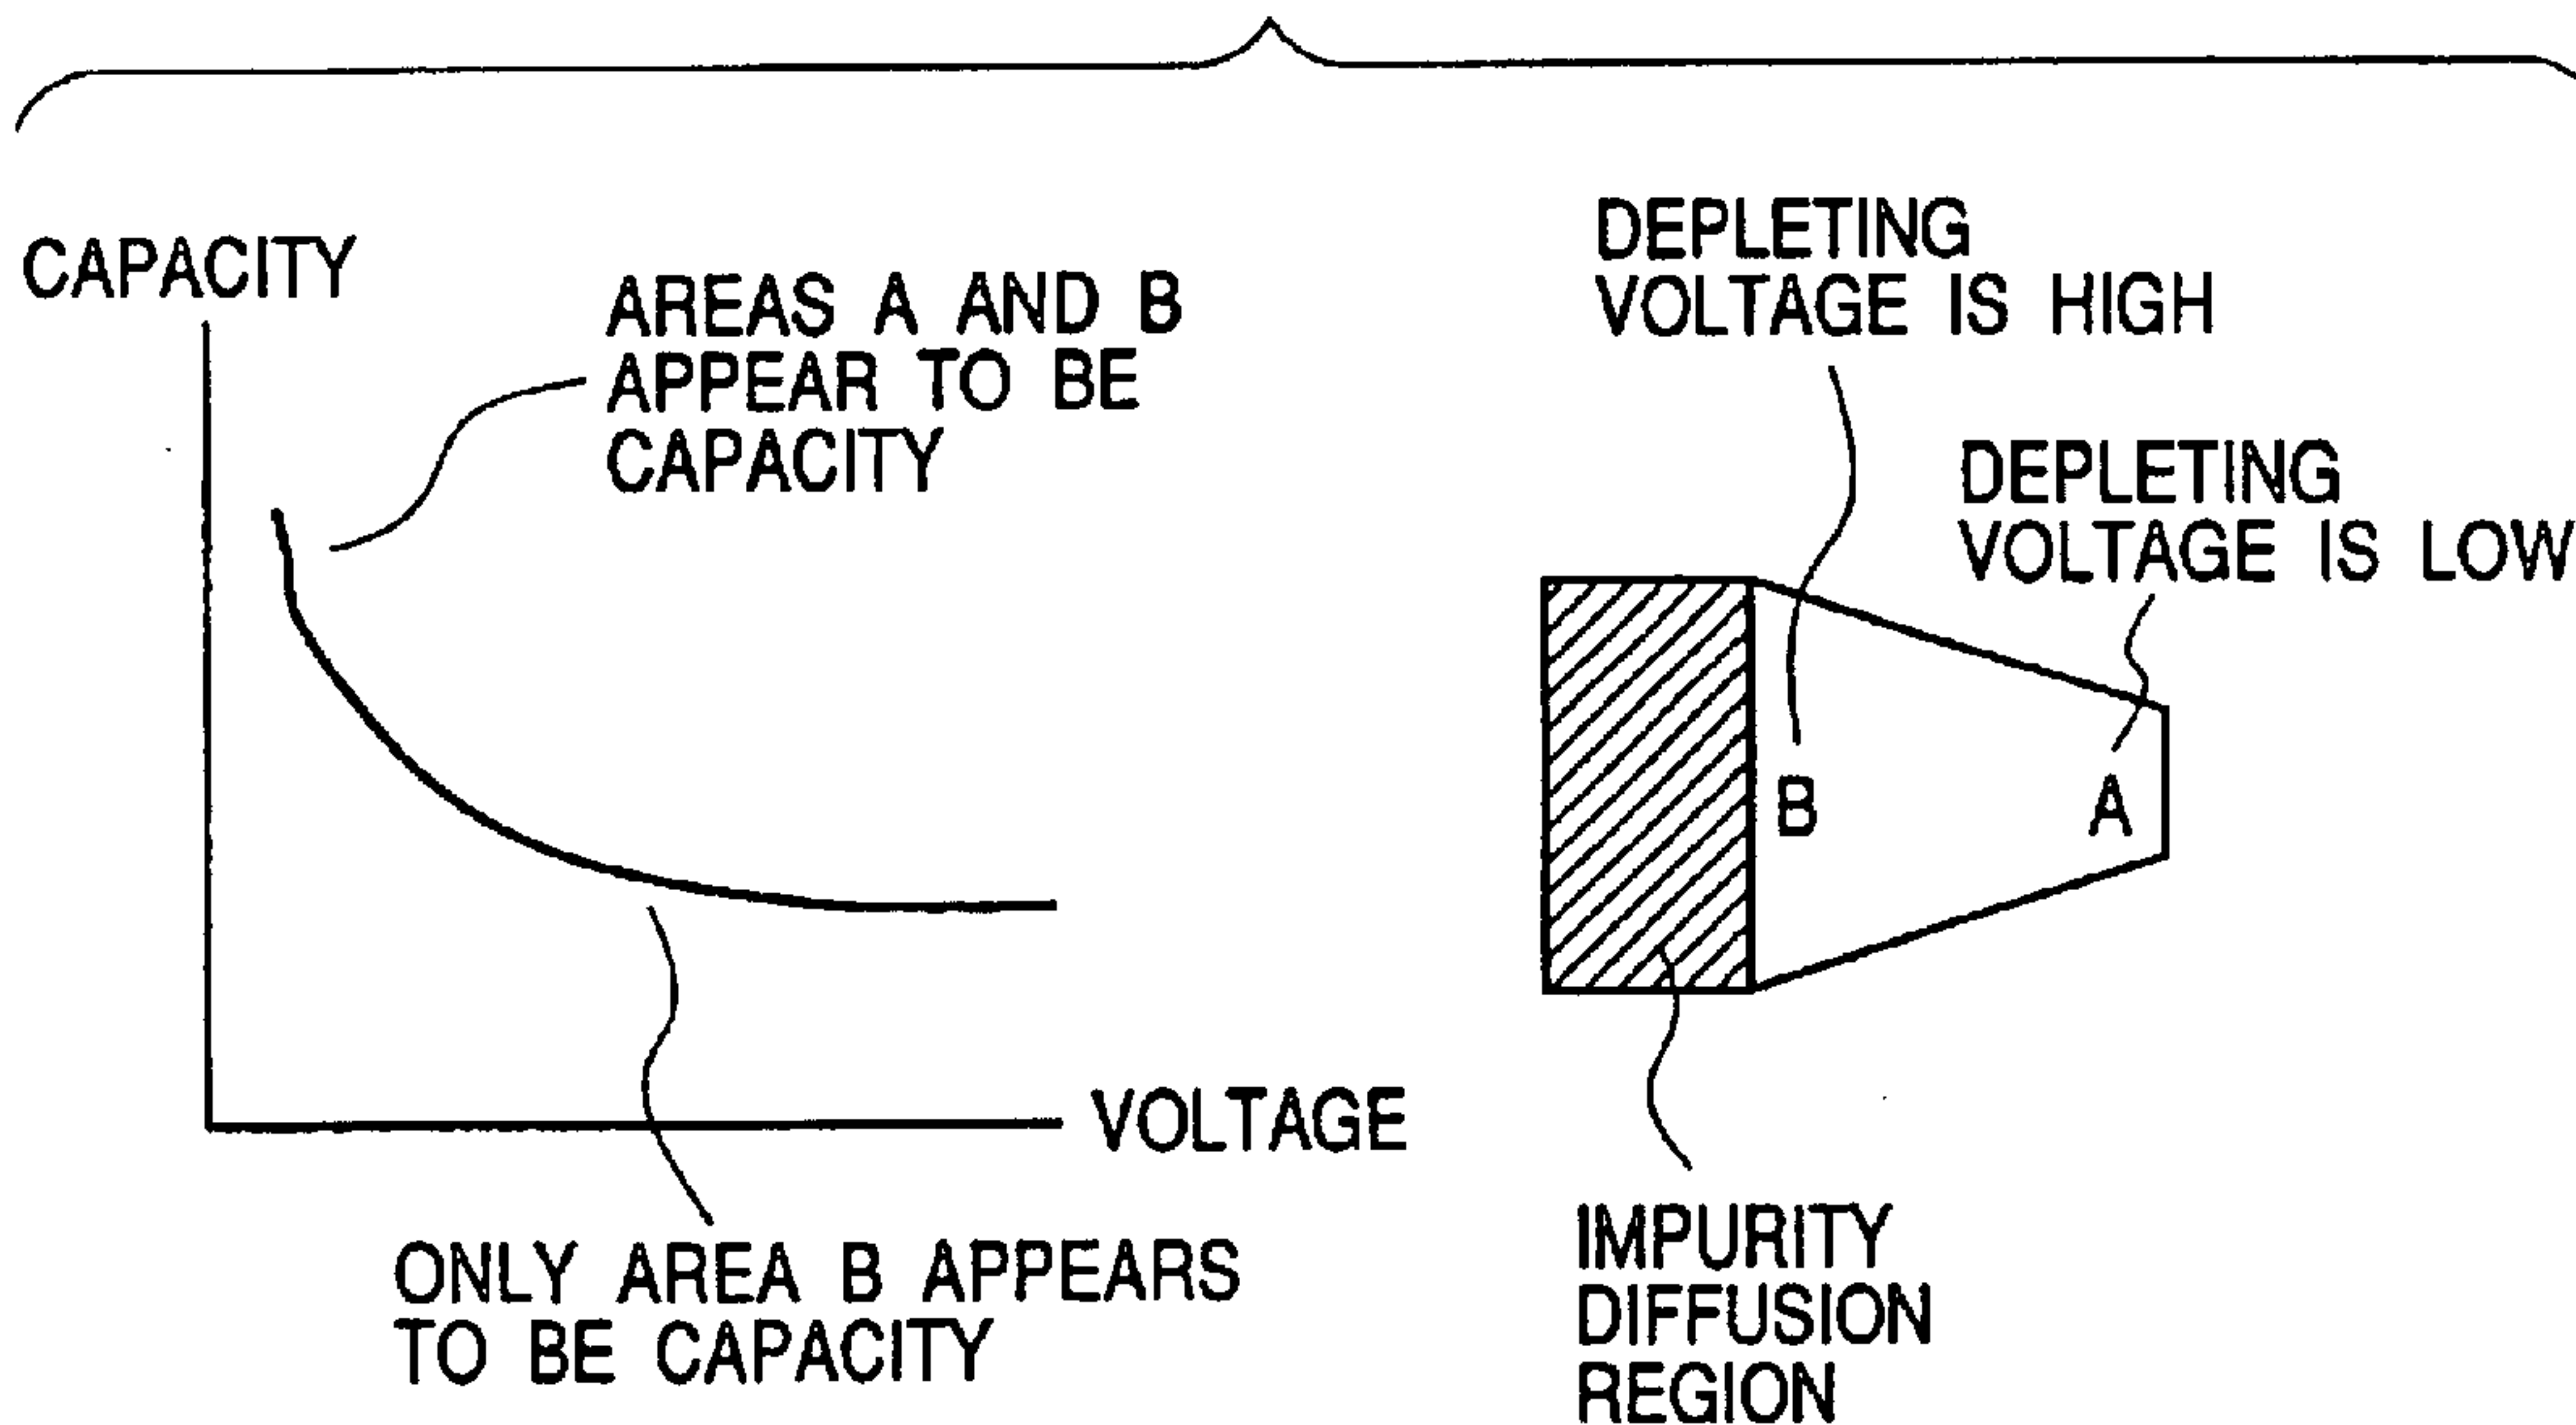 CAPACITY
AREAS A AND B
APPEAR TO BE
CAPACITY
VOLTAGE
ONLY AREA B APPEARS
TO BE CAPACITY
DEPLETING
VOLTAGE IS HIGH
DEPLETING
VOLTAGE IS LOW
B
A
IMPURITY
DIFFUSION
REGION